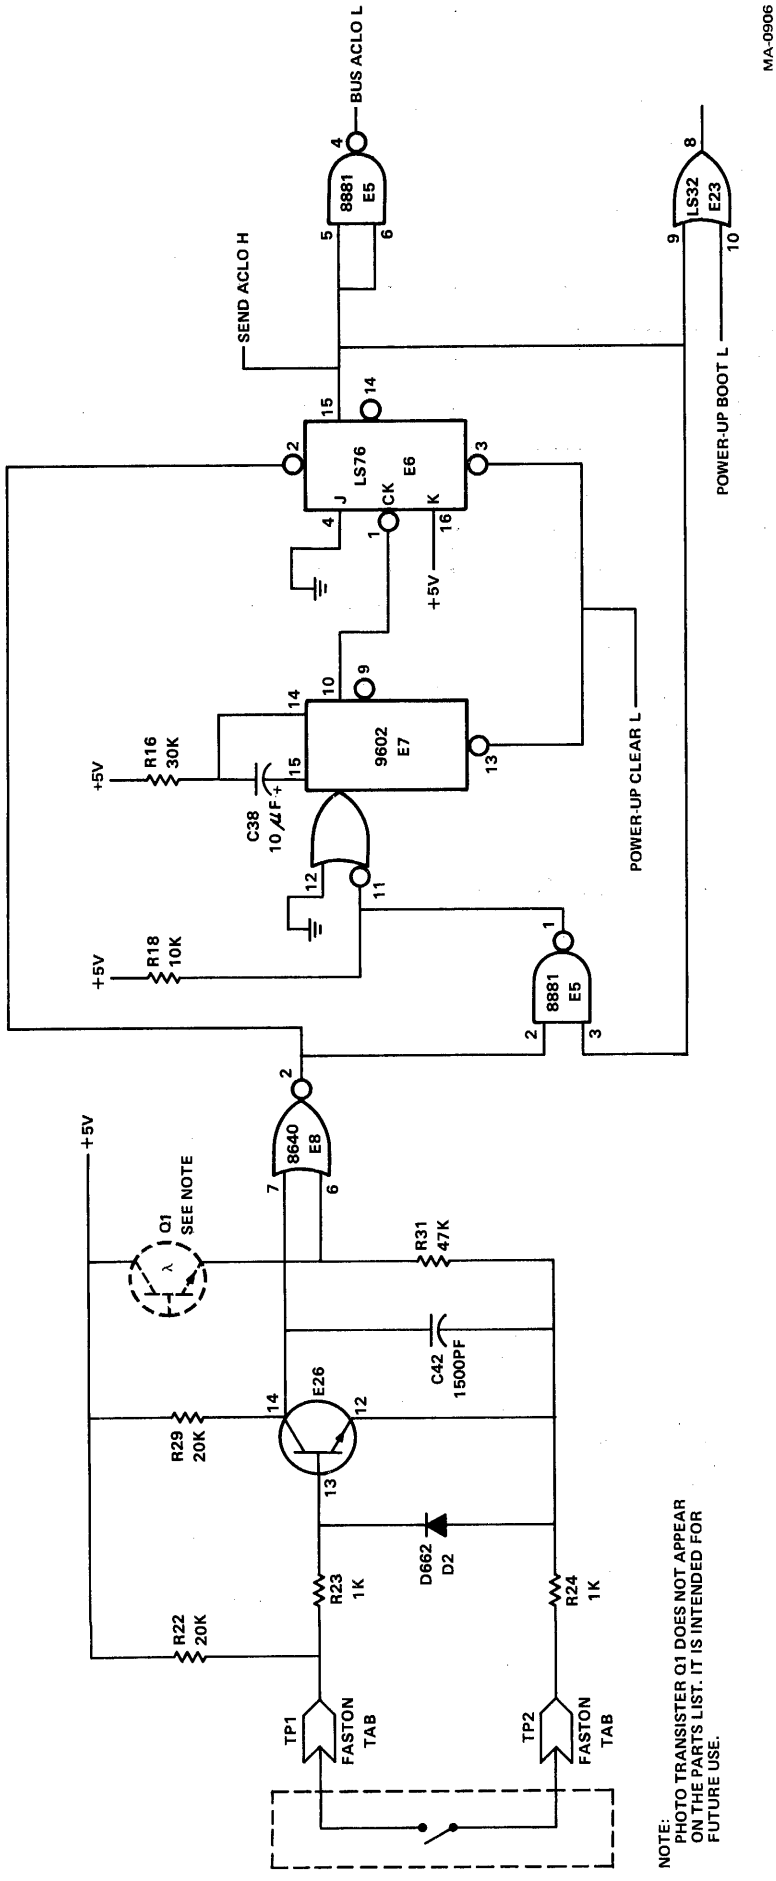 +5V
R22
20K
R29
20K
Q1
SEE NOTE
λ
TP1
FASTON
TAB
R23
1K
13
14
E26
12
D662
D2
C42
1500PF
R31
47K
TP2
FASTON
TAB
R24
1K
7
6
8640
E8
2
+5V
R18
10K
12
11
2
3
8881
E5
1
+5V
R16
30K
C38
10 µF
+
15
14
9602
E7
10
9
13
POWER-UP CLEAR L
4
J
1
CK
+5V
16
K
LS76
E6
2
3
15
14
SEND ACLO H
5
6
8881
E5
4
BUS ACLO L
POWER-UP BOOT L
9
10
LS32
E23
8
NOTE:
PHOTO TRANSISTER Q1 DOES NOT APPEAR
ON THE PARTS LIST. IT IS INTENDED FOR
FUTURE USE.
MA-0906